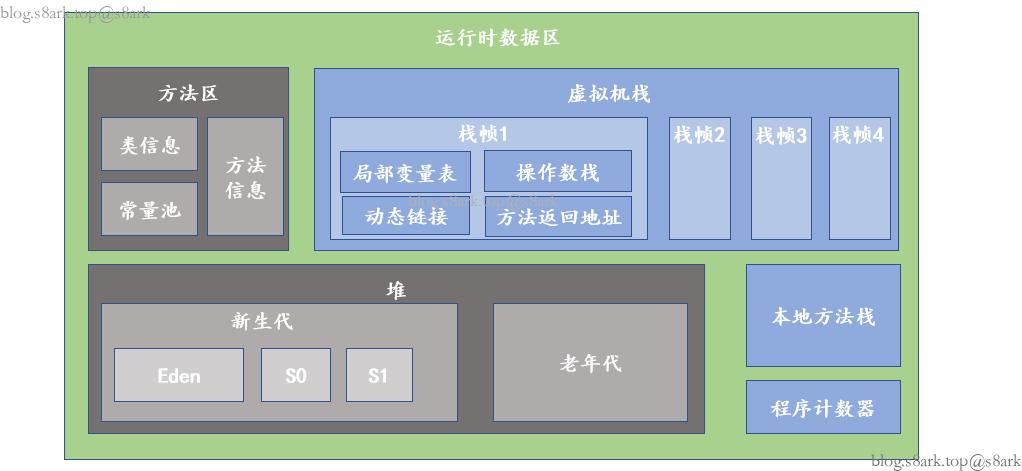 blog.s8ark.top@s8ark
运行时数据区
方法区
类信息
常量池
方法
信息
虚拟机栈
栈帧1
局部变量表
操作数栈
动态链接
方法返回地址
blog.s8ark.top @ s8ark
栈帧2
栈帧3
栈帧4
堆
新生代
Eden
S0
S1
老年代
本地方法栈
程序计数器
blog.s8ark.top@s8ark